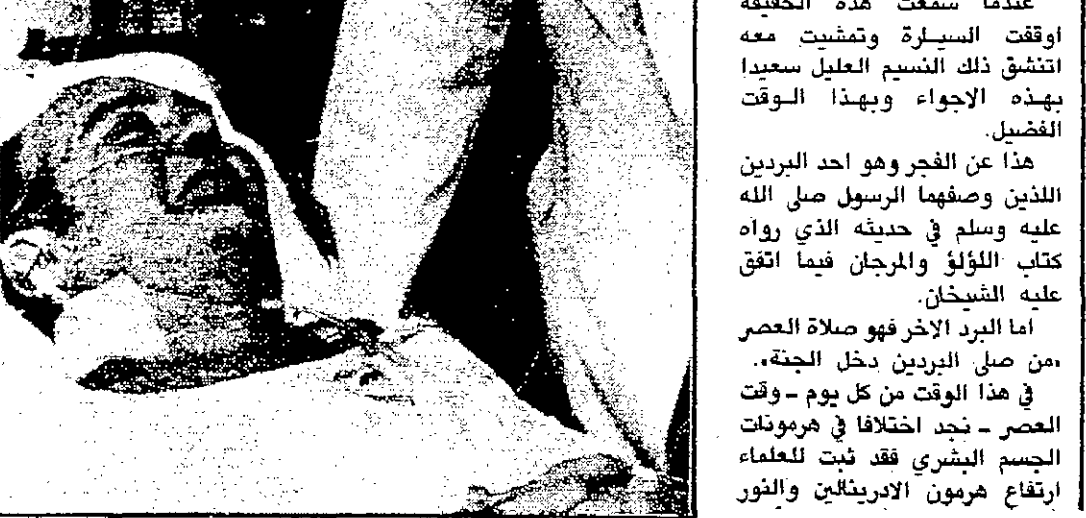 عندما سمعت هذه الحقيقة
اوقفت السيارة وتمشيت معه
اتنشق ذلك النسيم العليل سعيدا
بهذه الاجواء وبهذا الوقت
الفضيل.
هذا عن الفجر وهو احد البردين
اللذين وصفهما الرسول صلى الله
عليه وسلم في حديثه الذي رواه
كتاب اللؤلؤ والمرجان فيما اتفق
عليه الشيخان.
اما البرد الاخر فهو صلاة العصر
«من صلى البردين دخل الجنة».
في هذا الوقت من كل يوم - وقت
العصر - نجد اختلافا في هرمونات
الجسم البشري فقد ثبت للعلماء
ارتفاع هرمون الادرينالين والنور